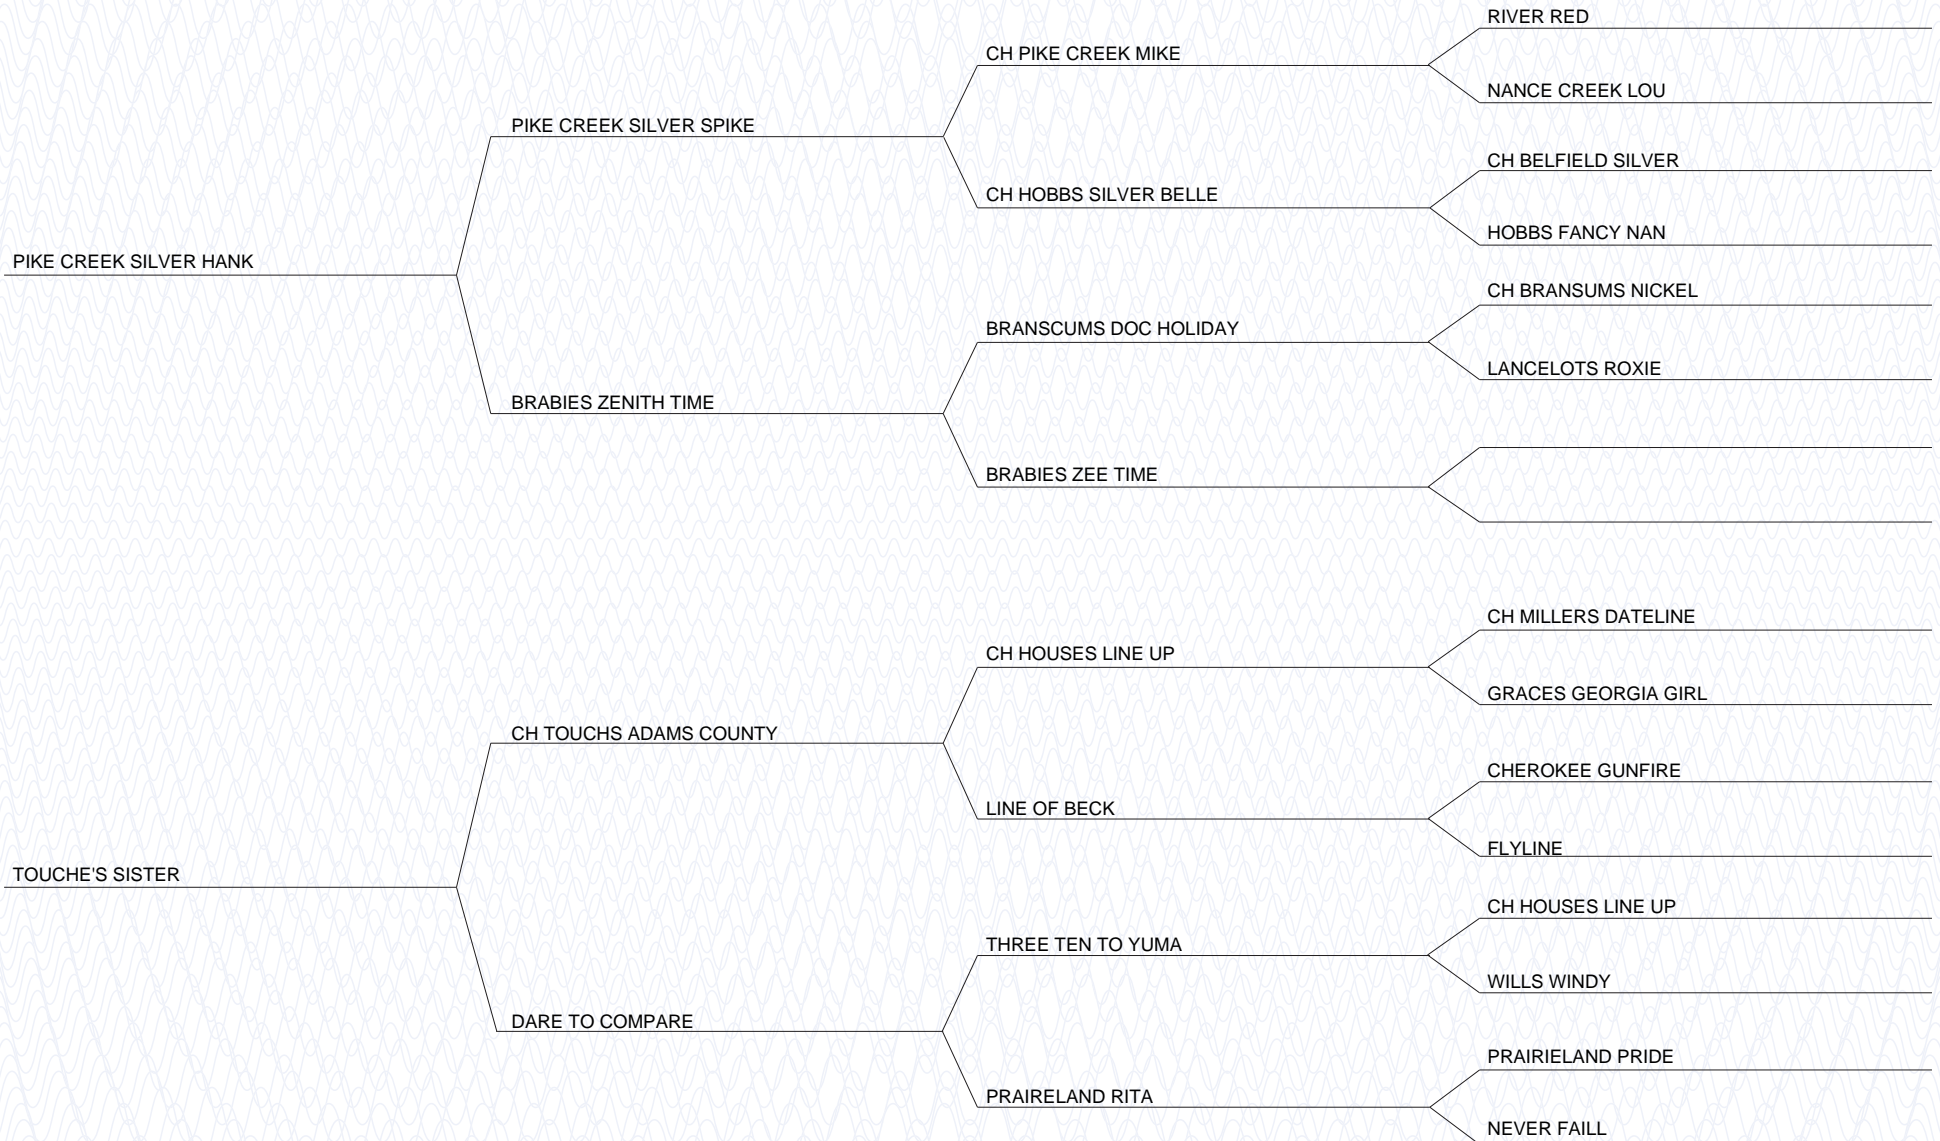 RIVER RED
CH PIKE CREEK MIKE
NANCE CREEK LOU
PIKE CREEK SILVER SPIKE
CH BELFIELD SILVER
CH HOBBS SILVER BELLE
HOBBS FANCY NAN
PIKE CREEK SILVER HANK
CH BRANSUMS NICKEL
BRANSCUMS DOC HOLIDAY
LANCELOTS ROXIE
BRABIES ZENITH TIME
BRABIES ZEE TIME
CH MILLERS DATELINE
CH HOUSES LINE UP
GRACES GEORGIA GIRL
CH TOUCHS ADAMS COUNTY
CHEROKEE GUNFIRE
LINE OF BECK
FLYLINE
TOUCHE'S SISTER
CH HOUSES LINE UP
THREE TEN TO YUMA
WILLS WINDY
DARE TO COMPARE
PRAIRIELAND PRIDE
PRAIRELAND RITA
NEVER FAILL